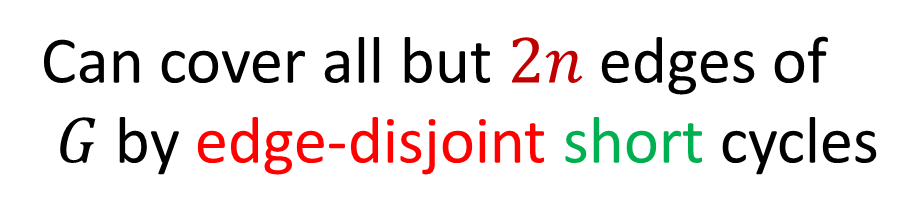 Can cover all but 2n edges of
G by edge-disjoint short cycles